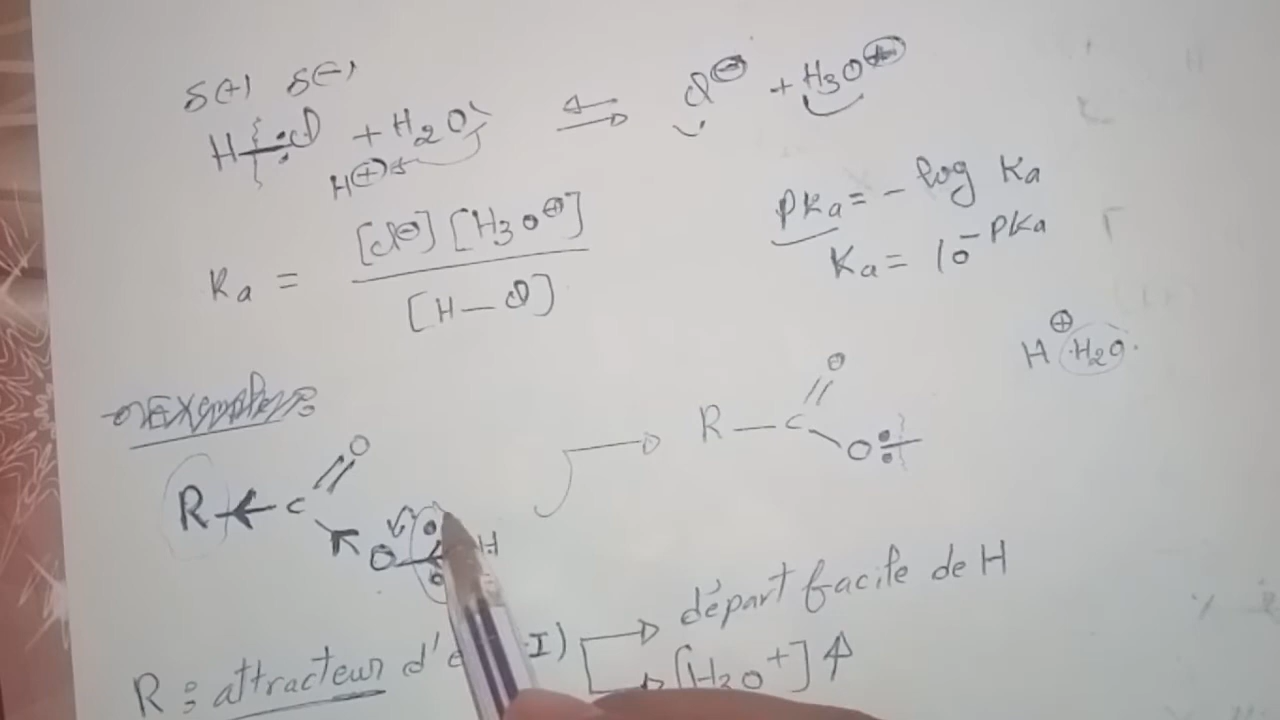 δ(+) δ(-)
H — Cl + H2O ⇌ Cl⊖ + H3O⊕
H⊕
Ka = [Cl⊖] [H3O⊕] / [H — Cl]
pKa = - log Ka
Ka = 10^-pKa
H⊕ H2O
Exemples:
R C O O H
R — C O O
R : attracteur d'é -I)
départ facile de H
[H3O+]